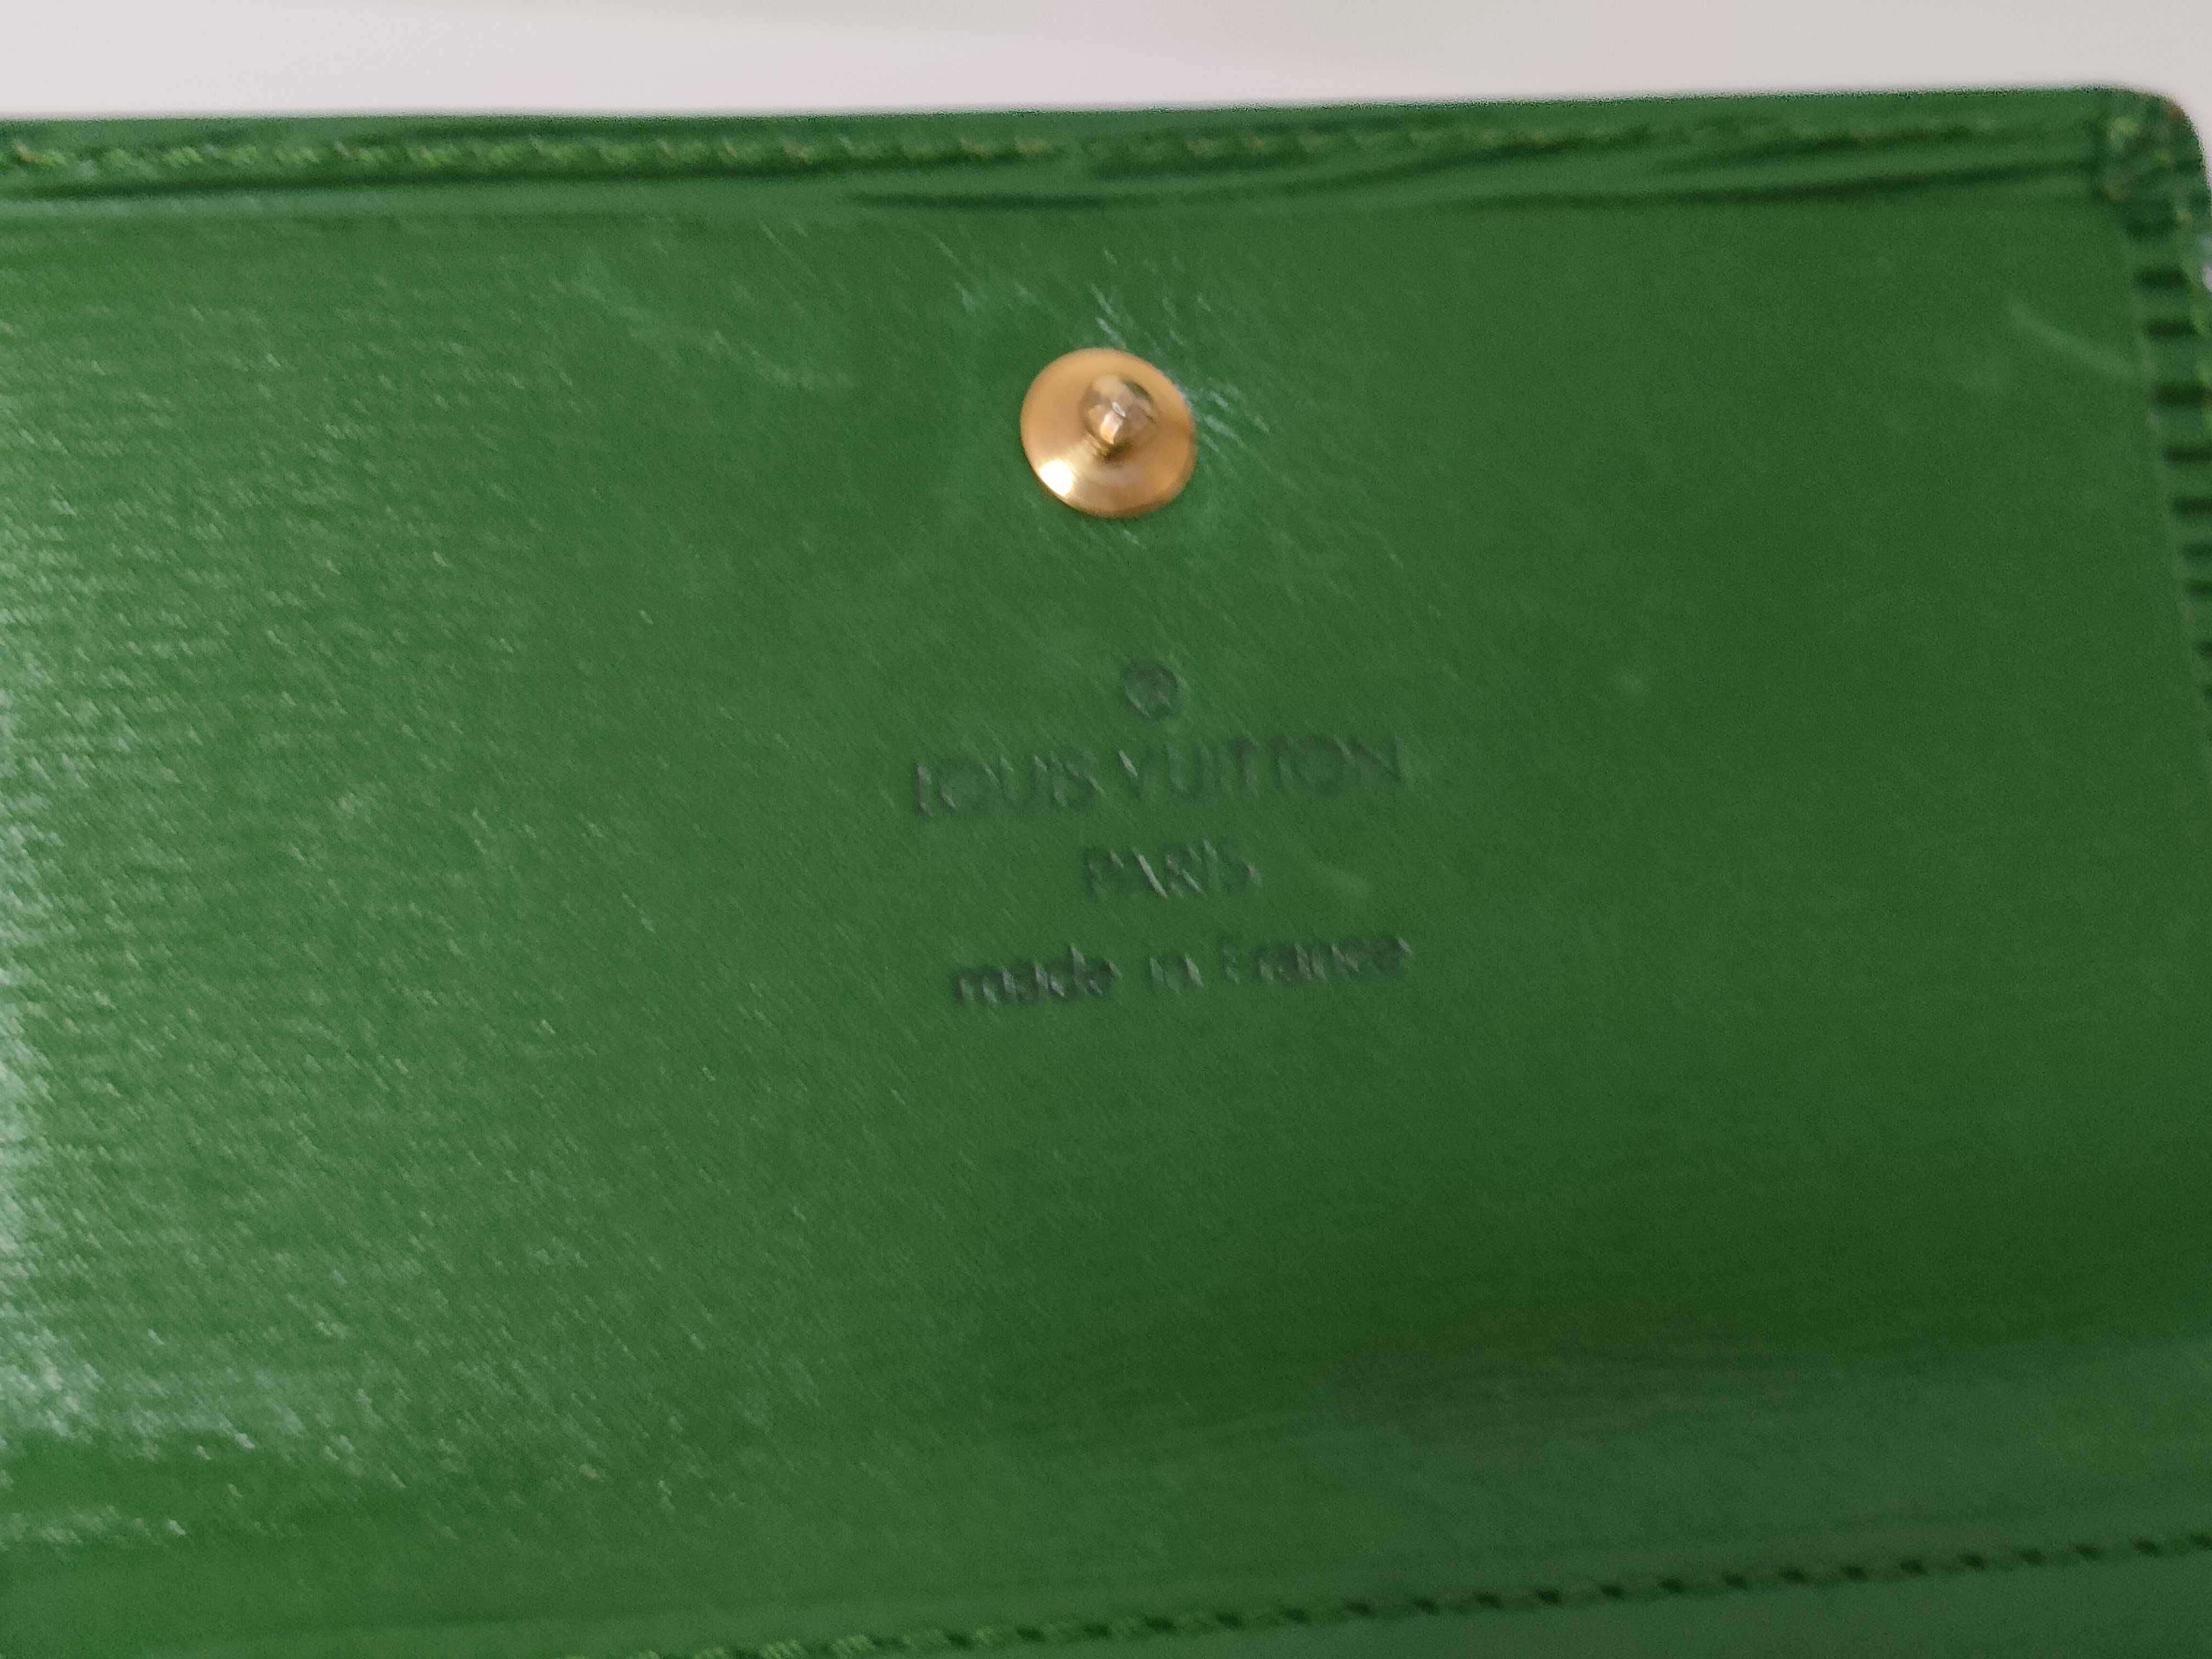 ®
LOUIS VUITTON
PARIS
made in France